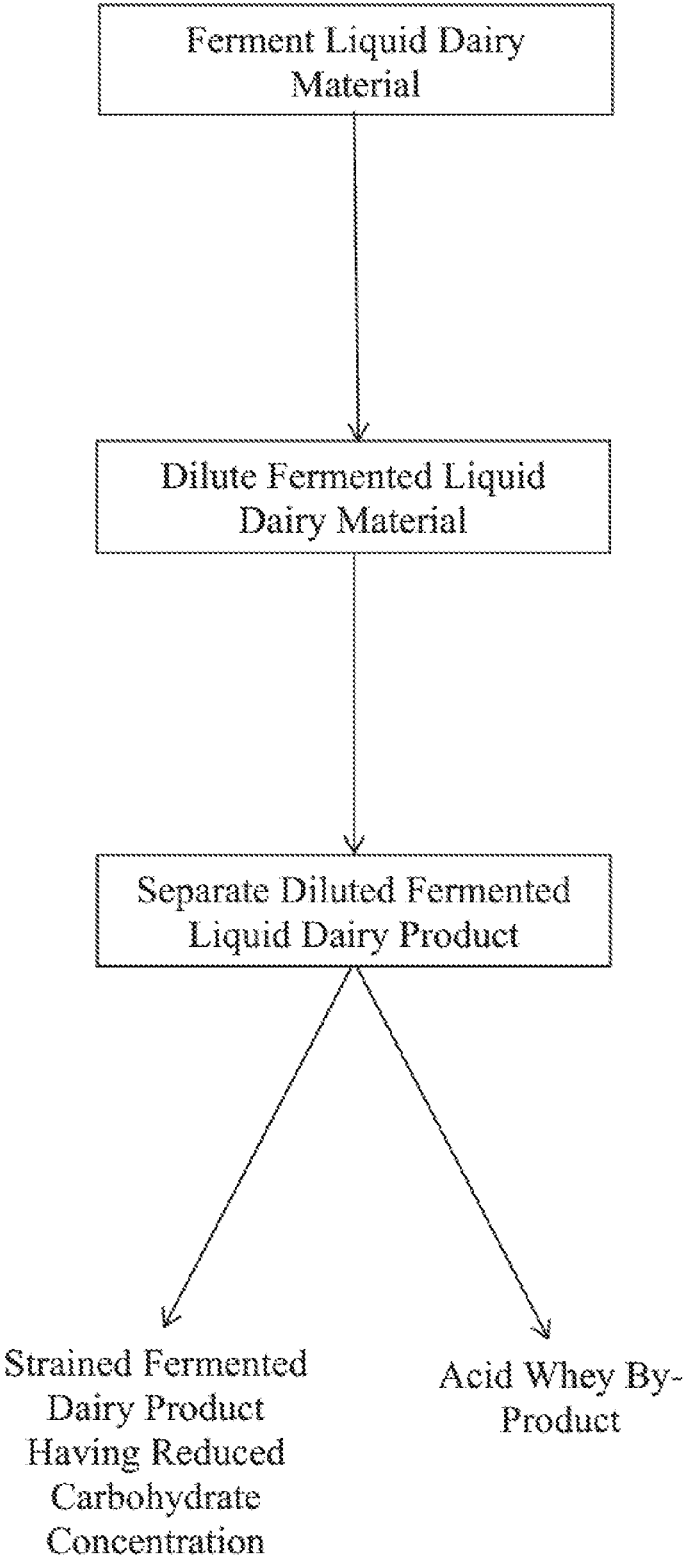 Ferment Liquid Dairy
Material
Dilute Fermented Liquid
Dairy Material
Separate Diluted Fermented
Liquid Dairy Product
Strained Fermented
Dairy Product
Having Reduced
Carbohydrate
Concentration
Acid Whey By-
Product